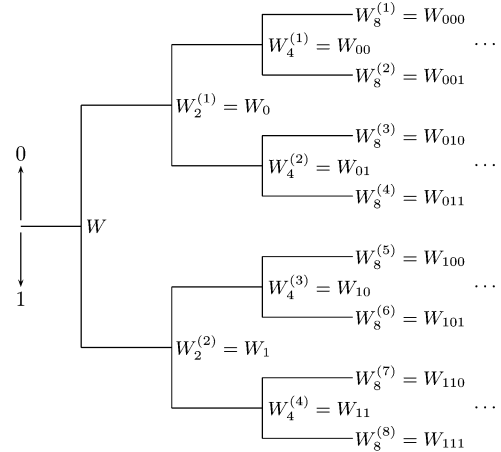 W_8^{(1)} = W_{000}
W_4^{(1)} = W_{00} ...
W_8^{(2)} = W_{001}
W_2^{(1)} = W_0
W_8^{(3)} = W_{010}
0
W_4^{(2)} = W_{01} ...
W_8^{(4)} = W_{011}
W
W_8^{(5)} = W_{100}
W_4^{(3)} = W_{10} ...
1
W_8^{(6)} = W_{101}
W_2^{(2)} = W_1
W_8^{(7)} = W_{110}
W_4^{(4)} = W_{11} ...
W_8^{(8)} = W_{111}